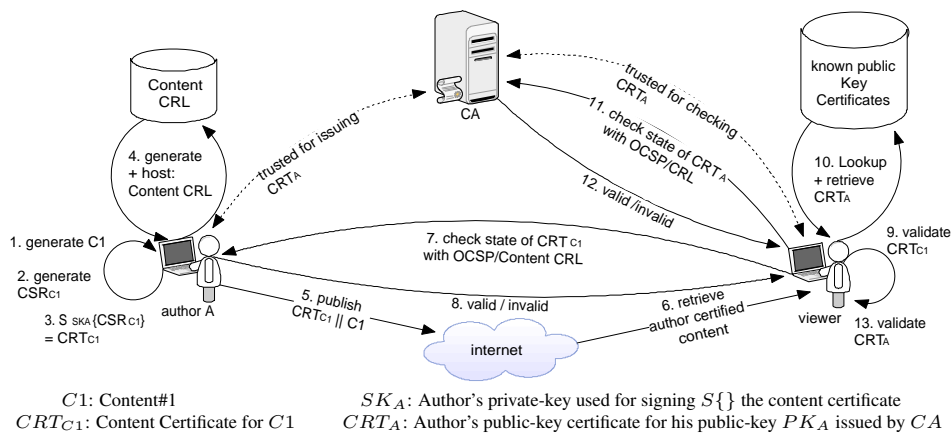 Content
CRL
CA
known public
Key
Certificates
trusted for issuing
CRTA
trusted for checking
CRTA
11. check state of CRTA
with OCSP/CRL
4. generate
+ host:
Content CRL
10. Lookup
+ retrieve
CRTA
12. valid /invalid
1. generate C1
7. check state of CRTC1
with OCSP/Content CRL
9. validate
CRTC1
2. generate
CSRC1
3. S SKA{CSRC1}
= CRTC1
author A
5. publish
CRTC1 || C1
8. valid / invalid
6. retrieve
author certified
content
viewer
13. validate
CRTA
internet
C1: Content#1
SKA: Author's private-key used for signing S{} the content certificate
CRTC1: Content Certificate for C1
CRTA: Author's public-key certificate for his public-key PKA issued by CA